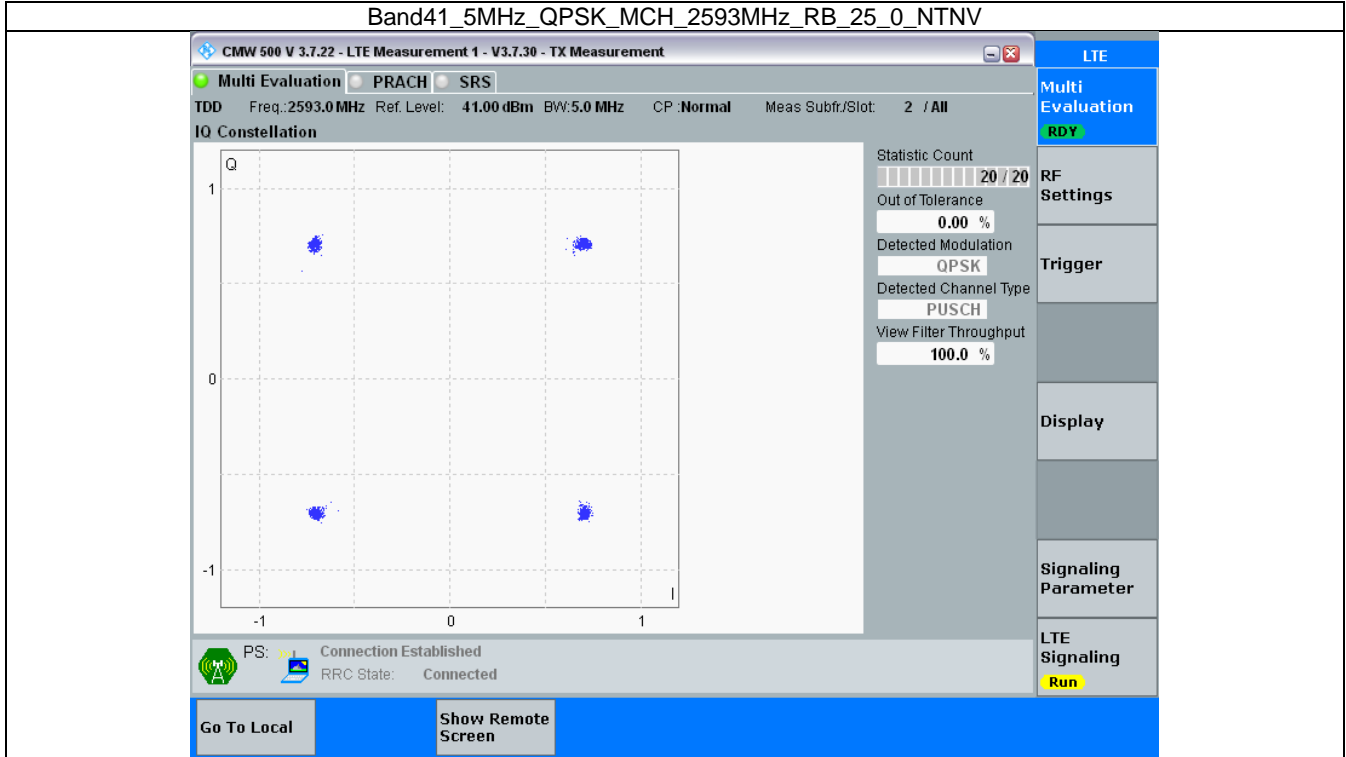 Band41_5MHz_QPSK_MCH_2593MHz_RB_25_0_NTNV
CMW 500 V 3.7.22 - LTE Measurement 1 - V3.7.30 - TX Measurement
LTE
Multi Evaluation PRACH SRS
TDD Freq.:2593.0 MHz Ref. Level: 41.00 dBm BW:5.0 MHz CP :Normal Meas Subfr./Slot: 2 / All
IQ Constellation
Q
1
0
-1
I
-1 0 1
Statistic Count
20 / 20
Out of Tolerance
0.00 %
Detected Modulation
QPSK
Detected Channel Type
PUSCH
View Filter Throughput
100.0 %
Multi
Evaluation
RDY
RF
Settings
Trigger
Display
Signaling
Parameter
LTE
Signaling
Run
PS: Connection Established
RRC State: Connected
Go To Local
Show Remote
Screen